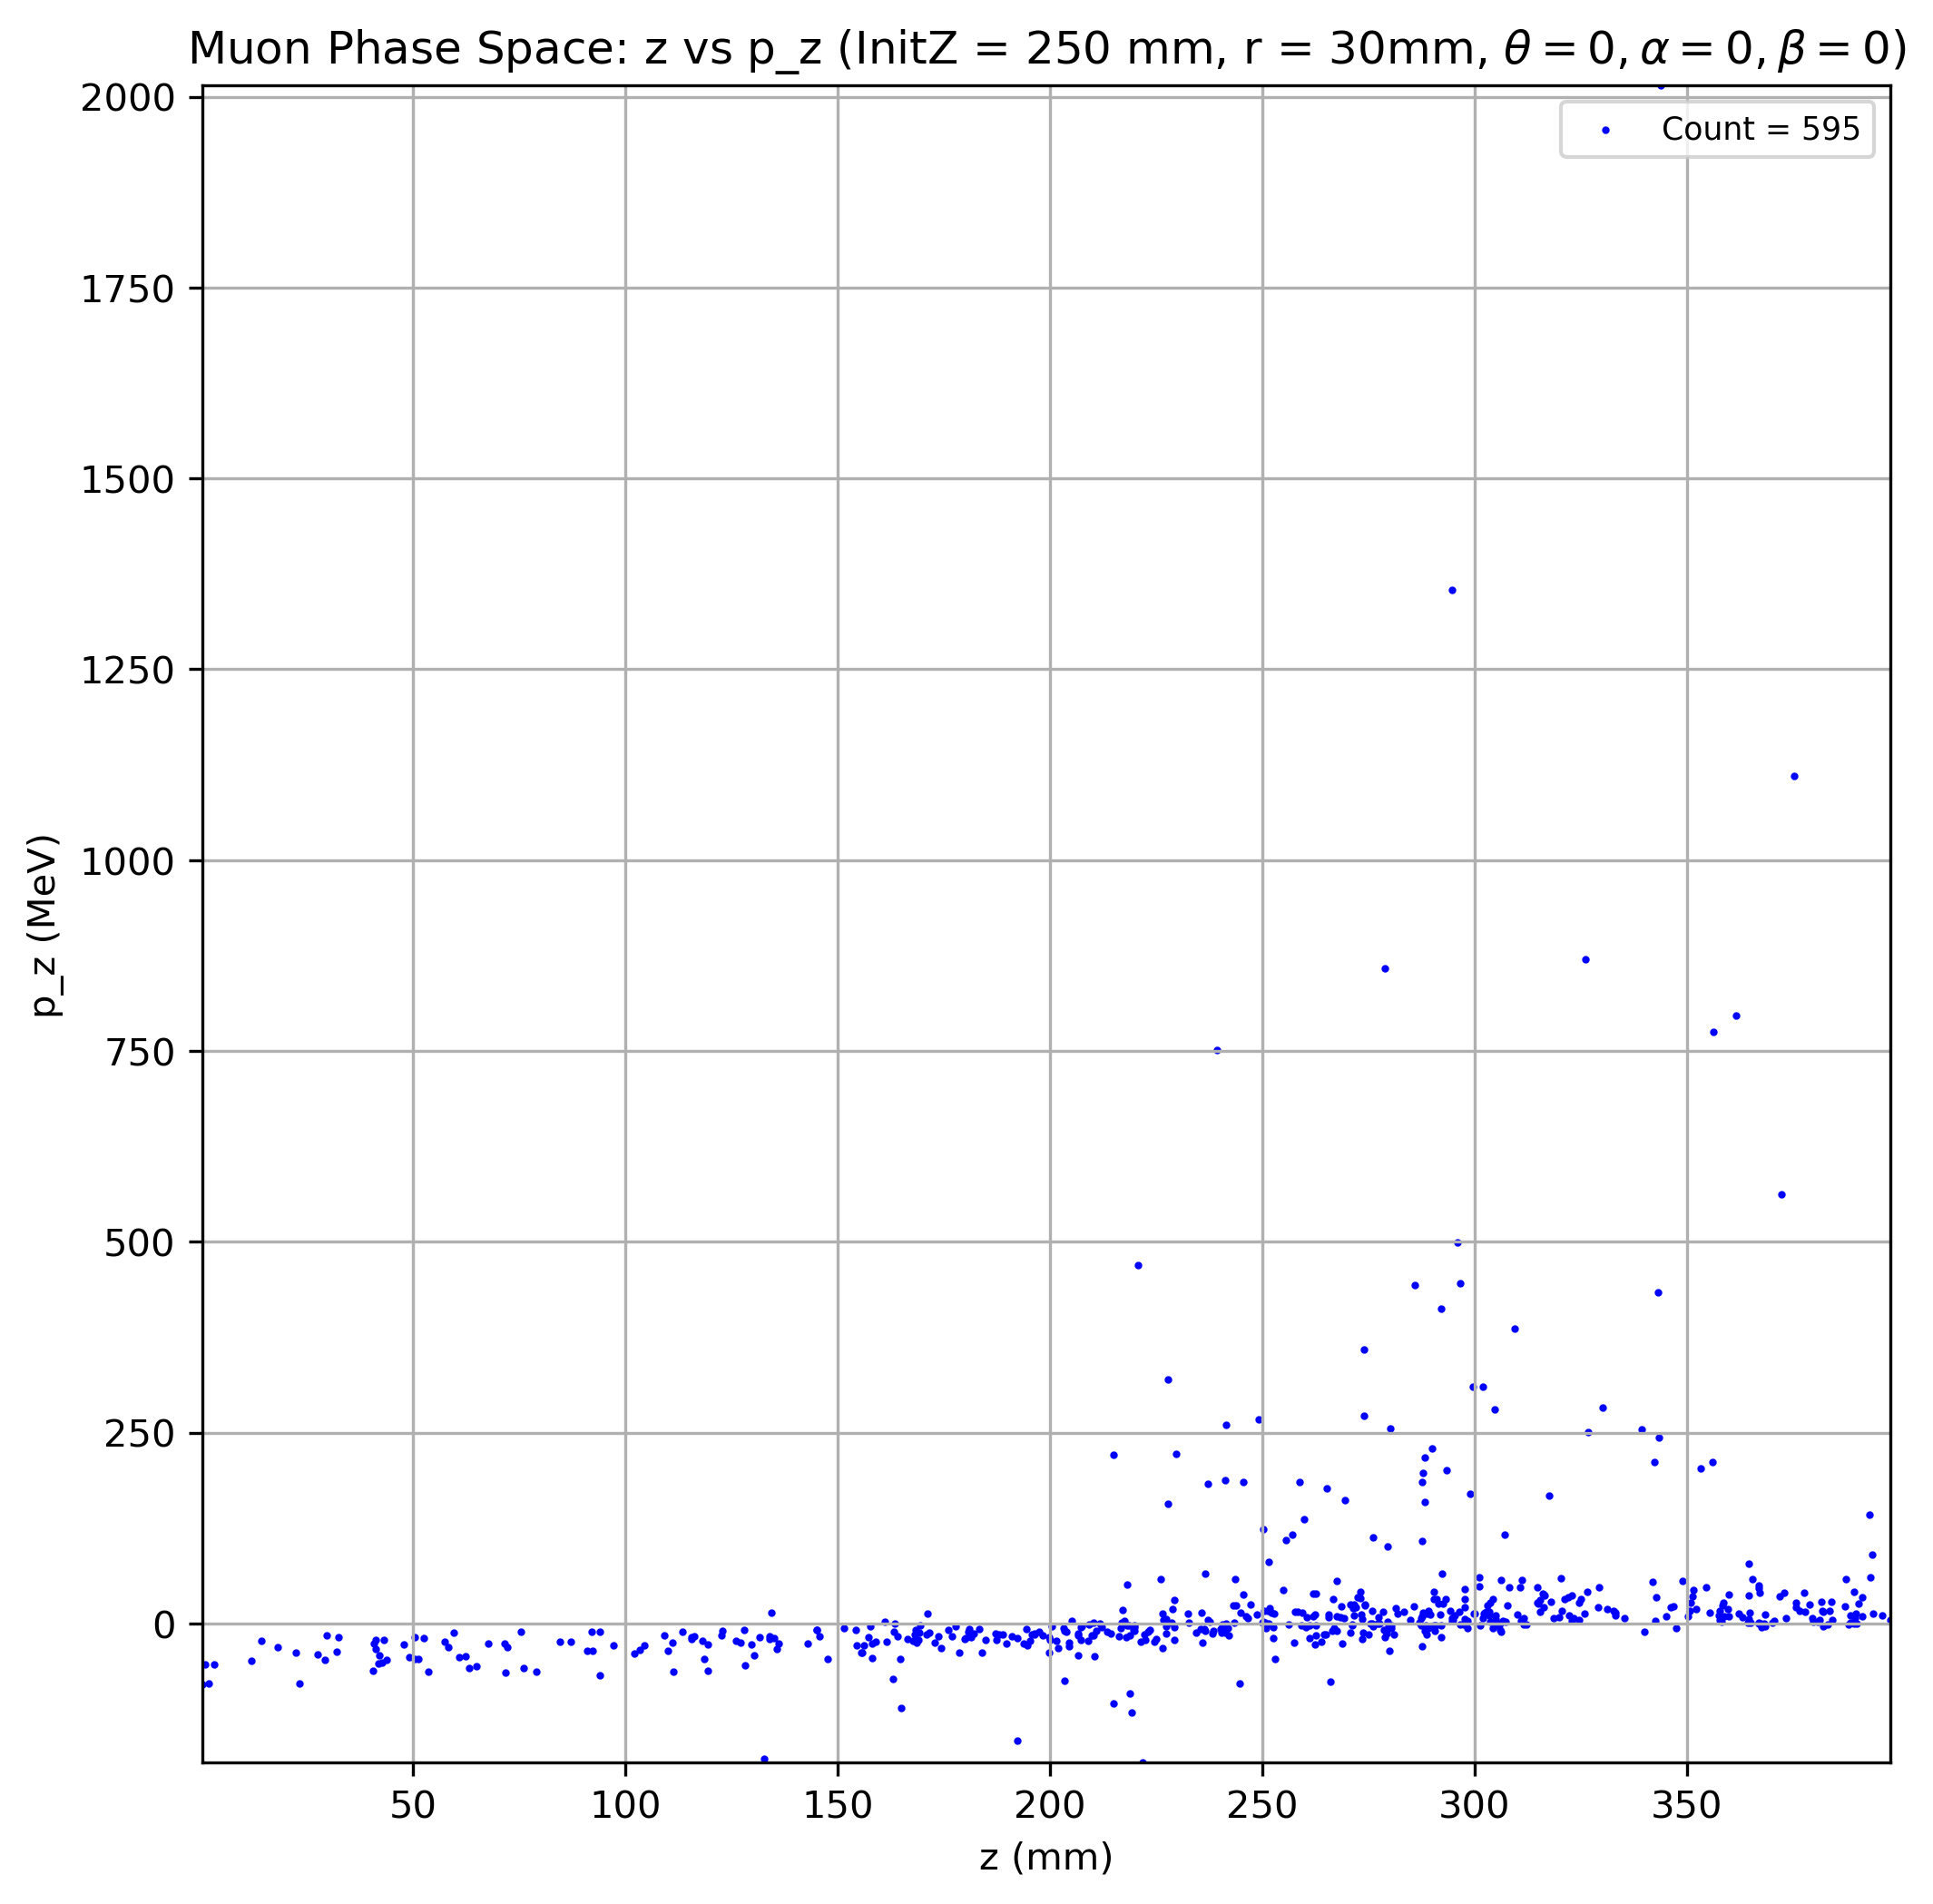 Muon Phase Space: z vs p_z (InitZ = 250 mm, r = 30mm, θ = 0, α = 0, β = 0)
Count = 595
2000
1750
1500
1250
1000
750
500
250
0
p_z (MeV)
50 100 150 200 250 300 350
z (mm)